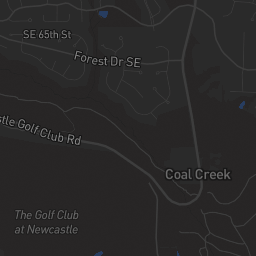 SE 65th St
Forest Dr SE
stle Golf Club Rd
Coal Creek
The Golf Club
at Newcastle